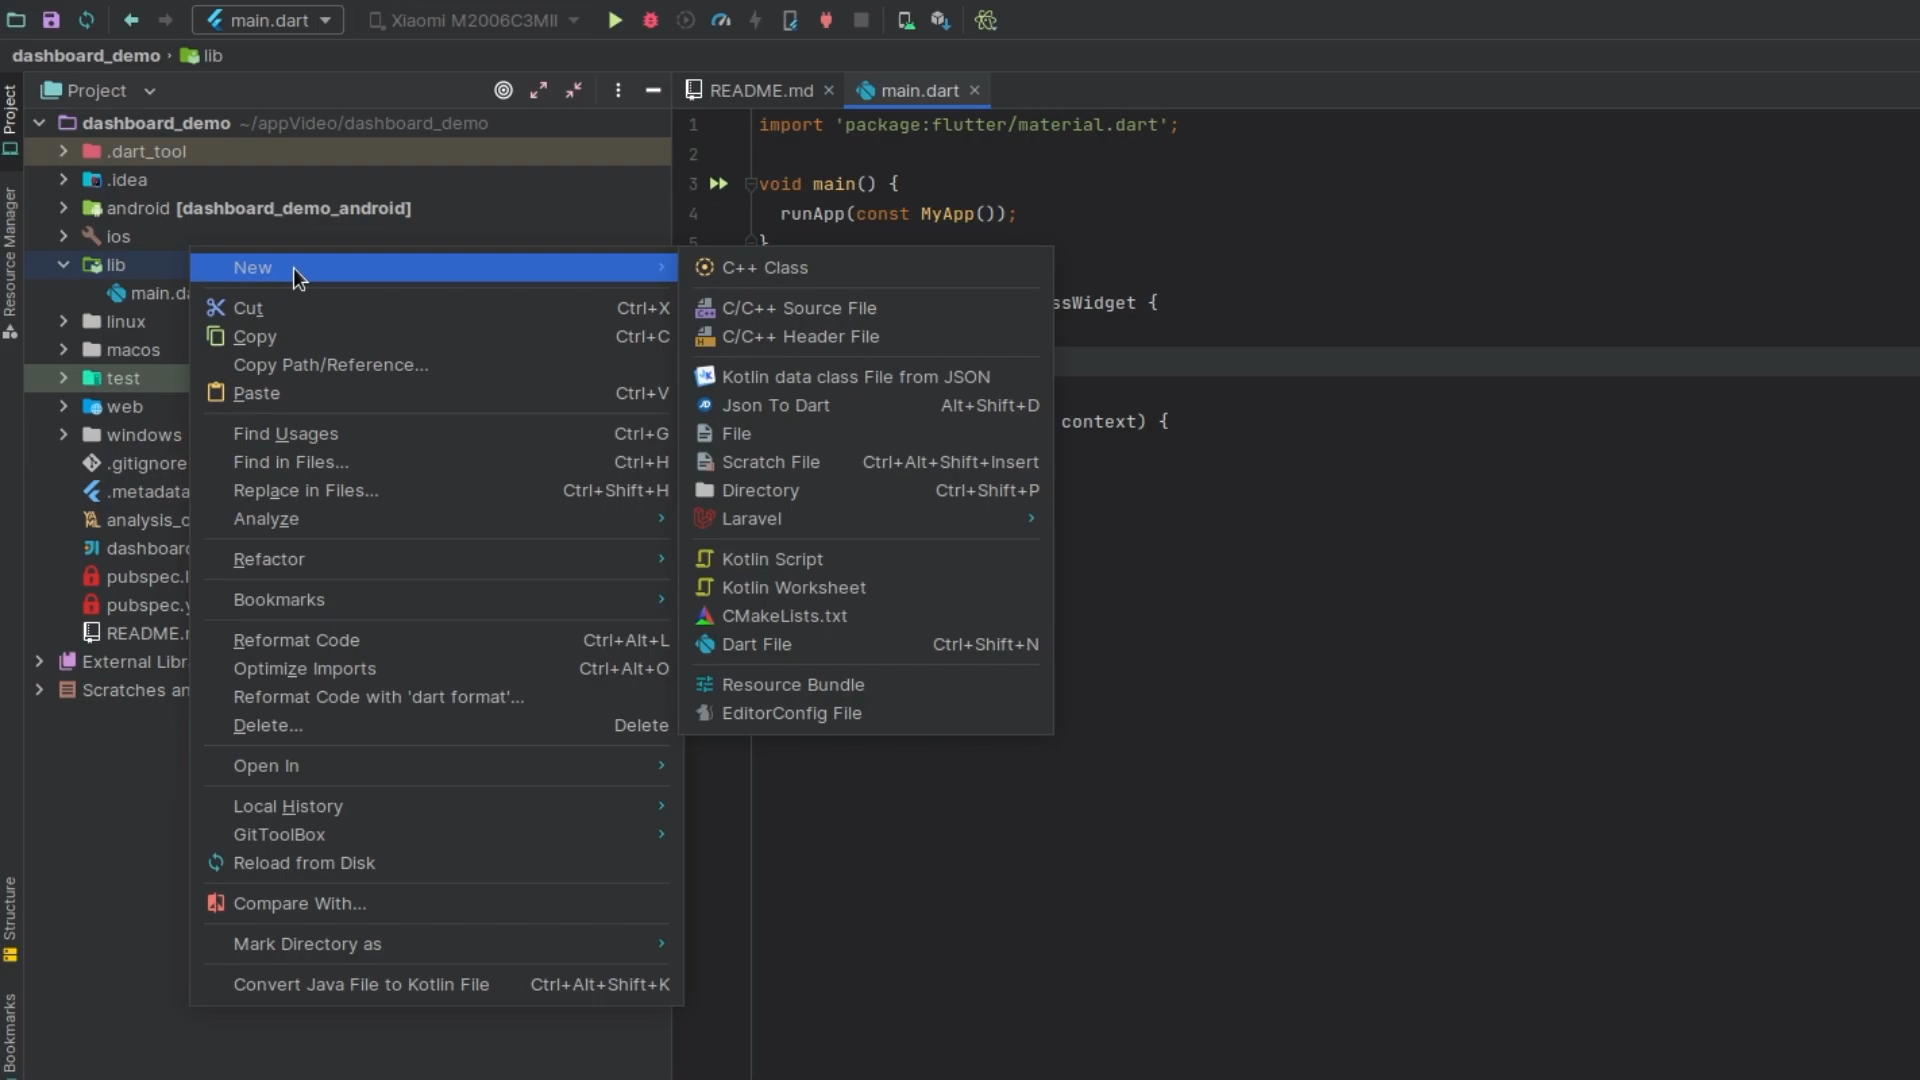 main.dart
Xiaomi M2006C3MII
dashboard_demo › lib
Project
README.md
main.dart
Project
Resource Manager
Structure
Bookmarks
dashboard_demo ~/appVideo/dashboard_demo
.dart_tool
.idea
android [dashboard_demo_android]
ios
lib
main.da
linux
macos
test
web
windows
.gitignore
.metadata
analysis_o
dashboard
pubspec.l
pubspec.y
README.r
External Libr
Scratches an
1 import 'package:flutter/material.dart';
2
3 void main() {
4 runApp(const MyApp());
5 }
ssWidget {
context) {
New
Cut Ctrl+X
Copy Ctrl+C
Copy Path/Reference...
Paste Ctrl+V
Find Usages Ctrl+G
Find in Files... Ctrl+H
Replace in Files... Ctrl+Shift+H
Analyze
Refactor
Bookmarks
Reformat Code Ctrl+Alt+L
Optimize Imports Ctrl+Alt+O
Reformat Code with 'dart format'...
Delete... Delete
Open In
Local History
GitToolBox
Reload from Disk
Compare With...
Mark Directory as
Convert Java File to Kotlin File Ctrl+Alt+Shift+K
C++ Class
C/C++ Source File
C/C++ Header File
Kotlin data class File from JSON
Json To Dart Alt+Shift+D
File
Scratch File Ctrl+Alt+Shift+Insert
Directory Ctrl+Shift+P
Laravel
Kotlin Script
Kotlin Worksheet
CMakeLists.txt
Dart File Ctrl+Shift+N
Resource Bundle
EditorConfig File